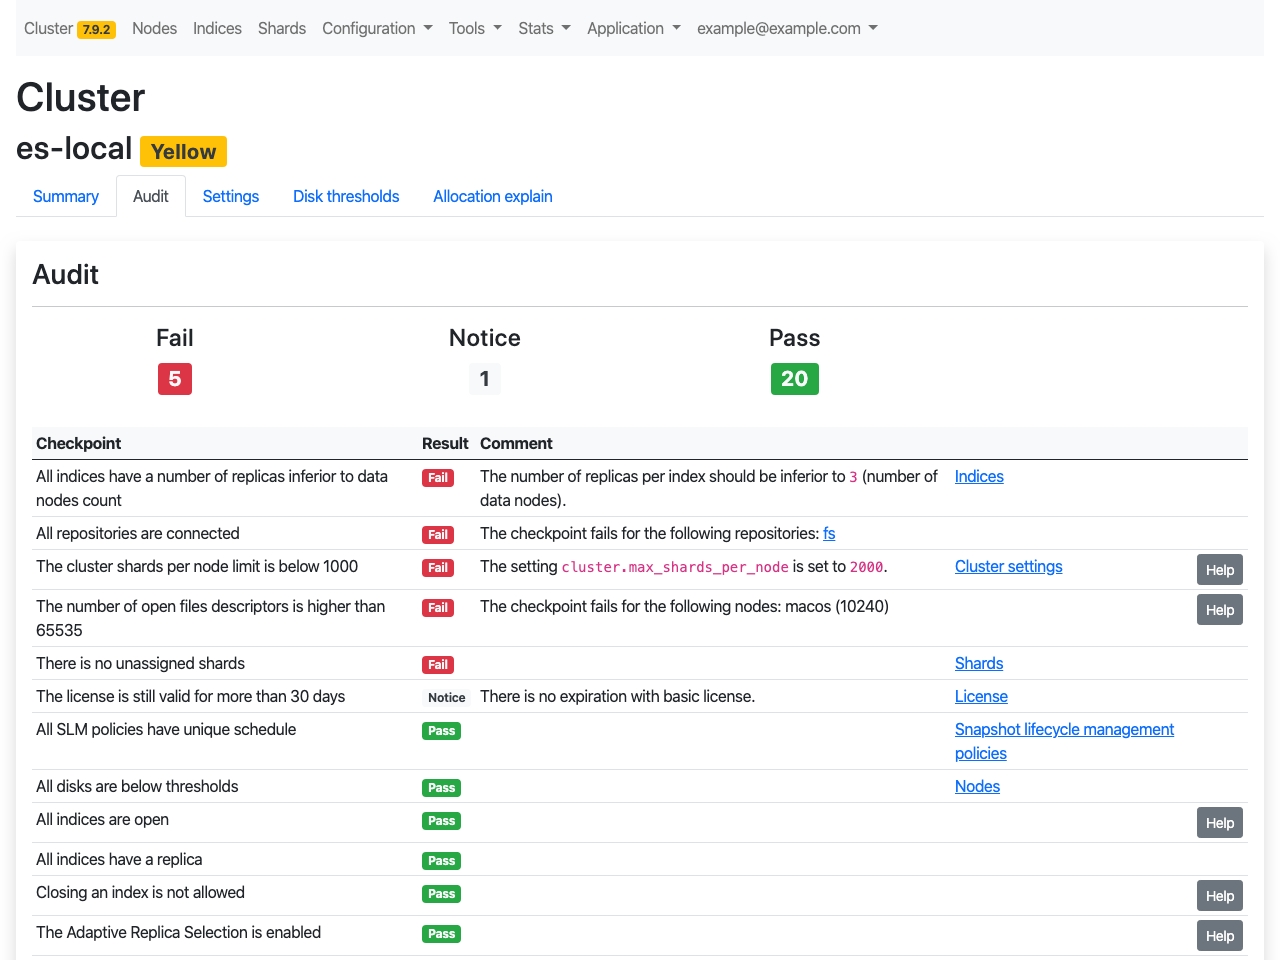 Cluster 7.9.2 Nodes Indices Shards Configuration Tools Stats Application example@example.com
Cluster
es-local Yellow
Summary Audit Settings Disk thresholds Allocation explain
Audit
Fail Notice Pass
5 1 20
Checkpoint Result Comment
All indices have a number of replicas inferior to data Fail The number of replicas per index should be inferior to 3 (number of Indices
nodes count data nodes).
All repositories are connected Fail The checkpoint fails for the following repositories: fs
The cluster shards per node limit is below 1000 Fail The setting cluster.max_shards_per_node is set to 2000. Cluster settings Help
The number of open files descriptors is higher than Fail The checkpoint fails for the following nodes: macos (10240) Help
65535
There is no unassigned shards Fail Shards
The license is still valid for more than 30 days Notice There is no expiration with basic license. License
All SLM policies have unique schedule Pass Snapshot lifecycle management
policies
All disks are below thresholds Pass Nodes
All indices are open Pass Help
All indices have a replica Pass
Closing an index is not allowed Pass Help
The Adaptive Replica Selection is enabled Pass Help